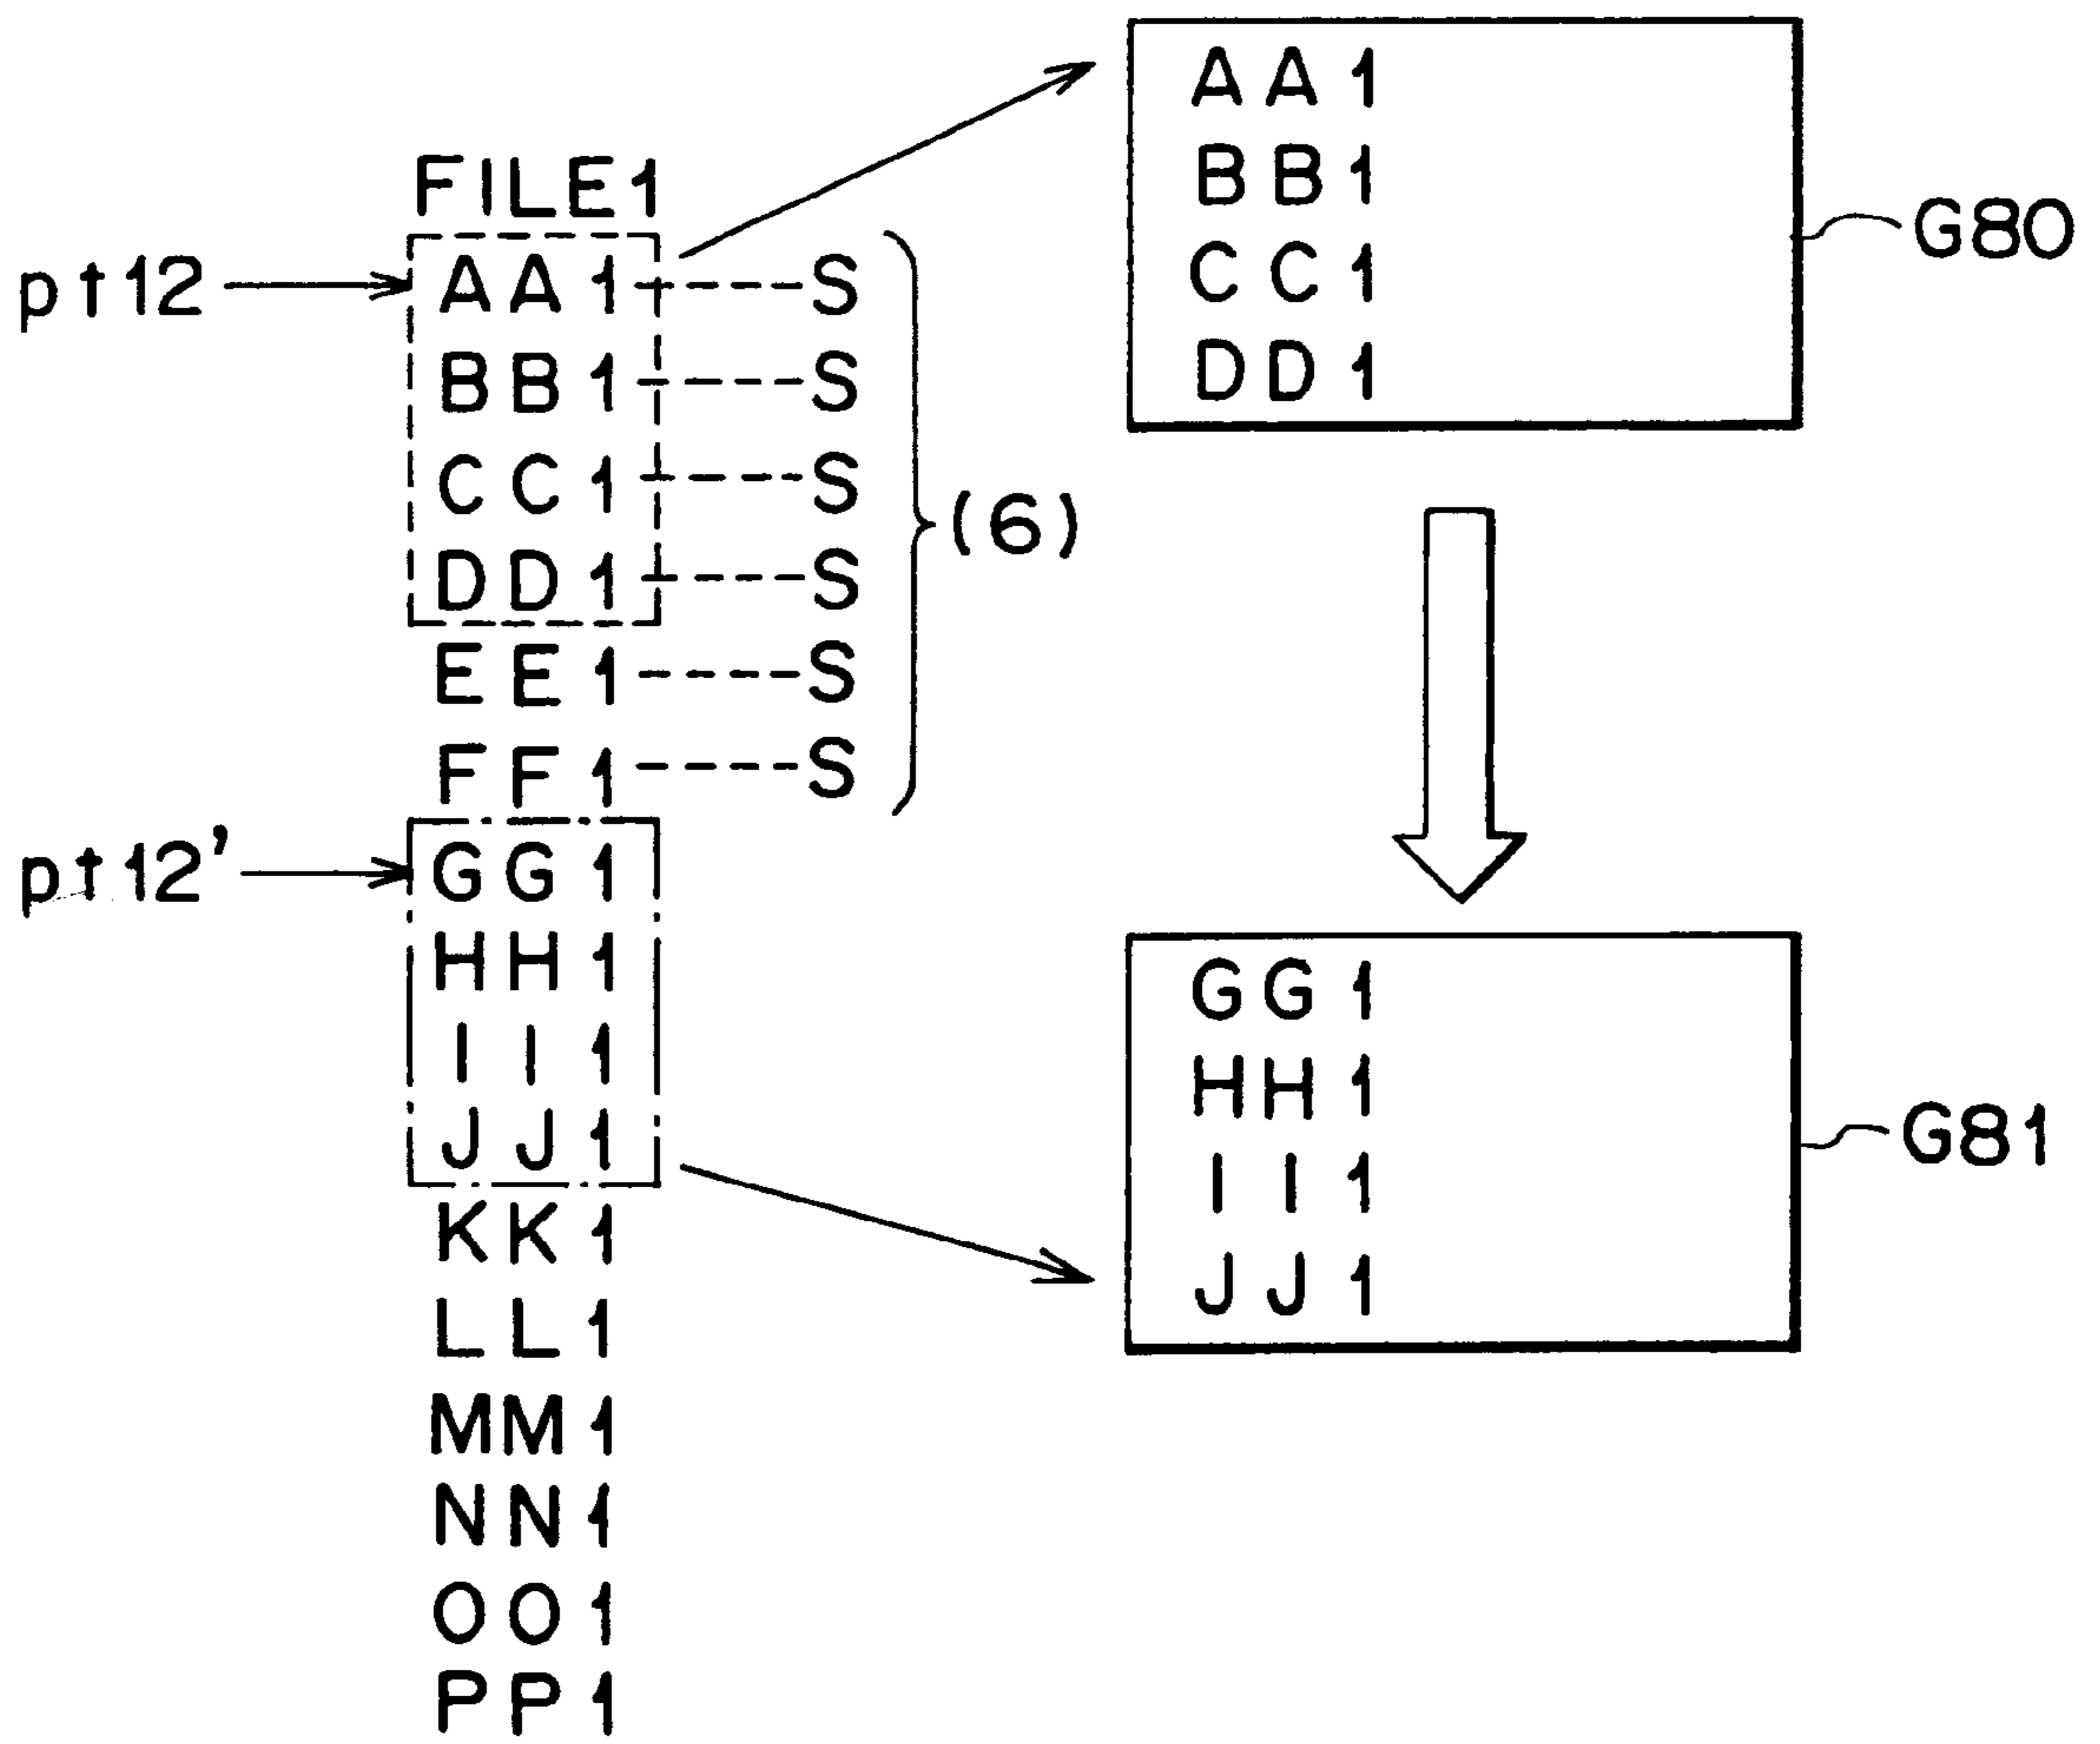 FILE1
pt12 AA1 S
BB1 S
CC1 S
DD1 S
EE1 S
FF1 S
(6)
pt12' GG1
HH1
II1
JJ1
KK1
LL1
MM1
NN1
OO1
PP1
AA1
BB1
CC1
DD1
G80
GG1
HH1
II1
JJ1
G81